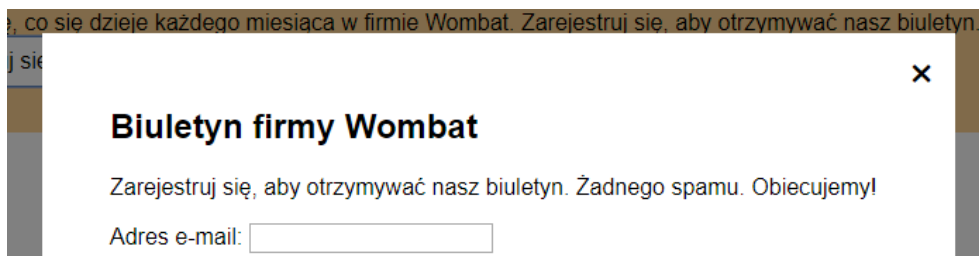 , co się dzieje każdego miesiąca w firmie Wombat. Zarejestruj się, aby otrzymywać nasz biuletyn.
j się
Biuletyn firmy Wombat
Zarejestruj się, aby otrzymywać nasz biuletyn. Żadnego spamu. Obiecujemy!
Adres e-mail: